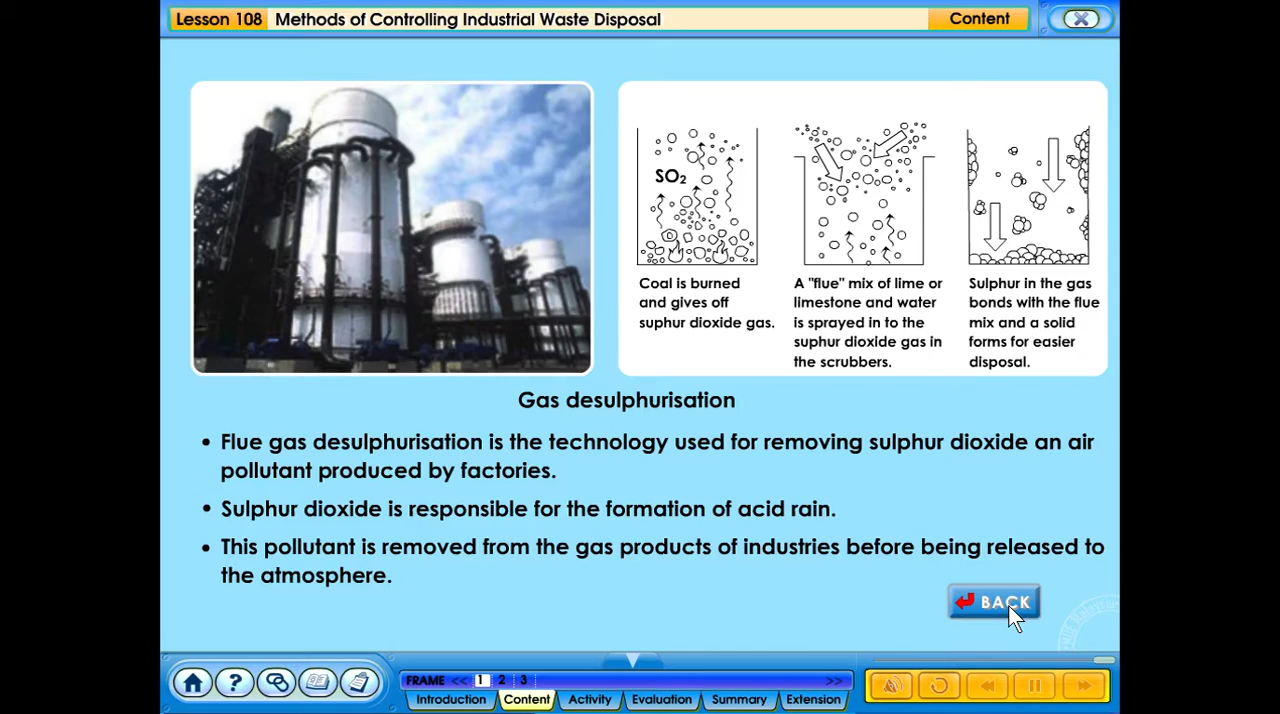 Lesson 108
Methods of Controlling Industrial Waste Disposal
Content
SO2
Coal is burned
and gives off
suphur dioxide gas.
A "flue" mix of lime or
limestone and water
is sprayed in to the
suphur dioxide gas in
the scrubbers.
Sulphur in the gas
bonds with the flue
mix and a solid
forms for easier
disposal.
Gas desulphurisation
• Flue gas desulphurisation is the technology used for removing sulphur dioxide an air
pollutant produced by factories.
• Sulphur dioxide is responsible for the formation of acid rain.
• This pollutant is removed from the gas products of industries before being released to
the atmosphere.
BACK
FRAME << 1 2 3 >>
Introduction Content Activity Evaluation Summary Extension